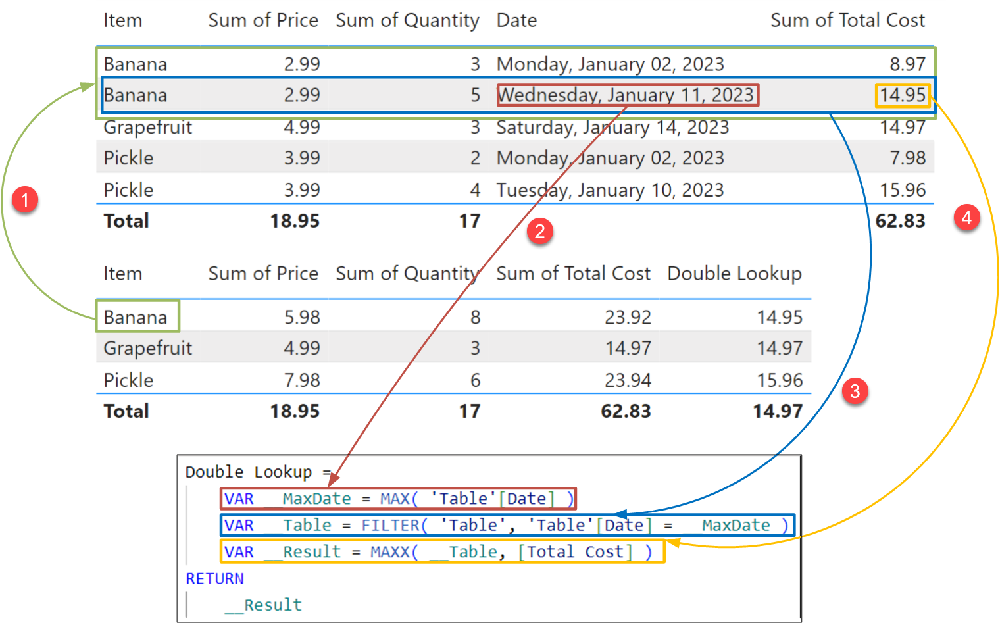 Item Sum of Price Sum of Quantity Date Sum of Total Cost
Banana 2.99 3 Monday, January 02, 2023 8.97
Banana 2.99 5 Wednesday, January 11, 2023 14.95
Grapefruit 4.99 3 Saturday, January 14, 2023 14.97
Pickle 3.99 2 Monday, January 02, 2023 7.98
Pickle 3.99 4 Tuesday, January 10, 2023 15.96
1
Total 18.95 17 62.83
2
4
Item Sum of Price Sum of Quantity Sum of Total Cost Double Lookup
Banana 5.98 8 23.92 14.95
Grapefruit 4.99 3 14.97 14.97
Pickle 7.98 6 23.94 15.96
3
Total 18.95 17 62.83 14.97
Double Lookup =
VAR __MaxDate = MAX( 'Table'[Date] )
VAR __Table = FILTER( 'Table', 'Table'[Date] = __MaxDate )
VAR __Result = MAXX( __Table, [Total Cost] )
RETURN
__Result